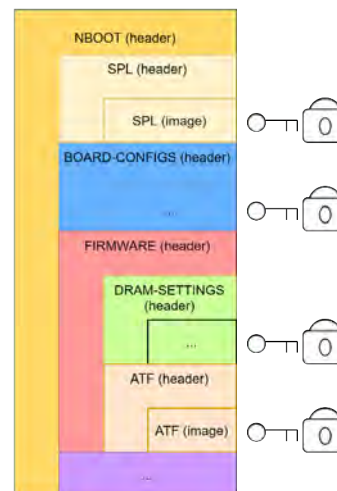 NBOOT (header)
SPL (header)
SPL (image)
BOARD-CONFIGS (header)
...
FIRMWARE (header)
DRAM-SETTINGS
(header)
...
ATF (header)
ATF (image)
...